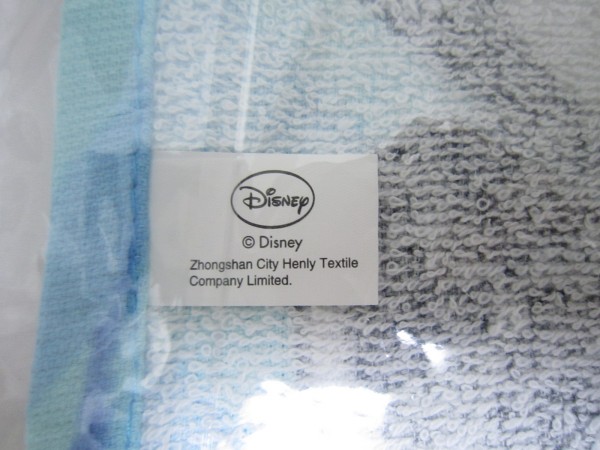 Disney
© Disney
Zhongshan City Henly Textile
Company Limited.